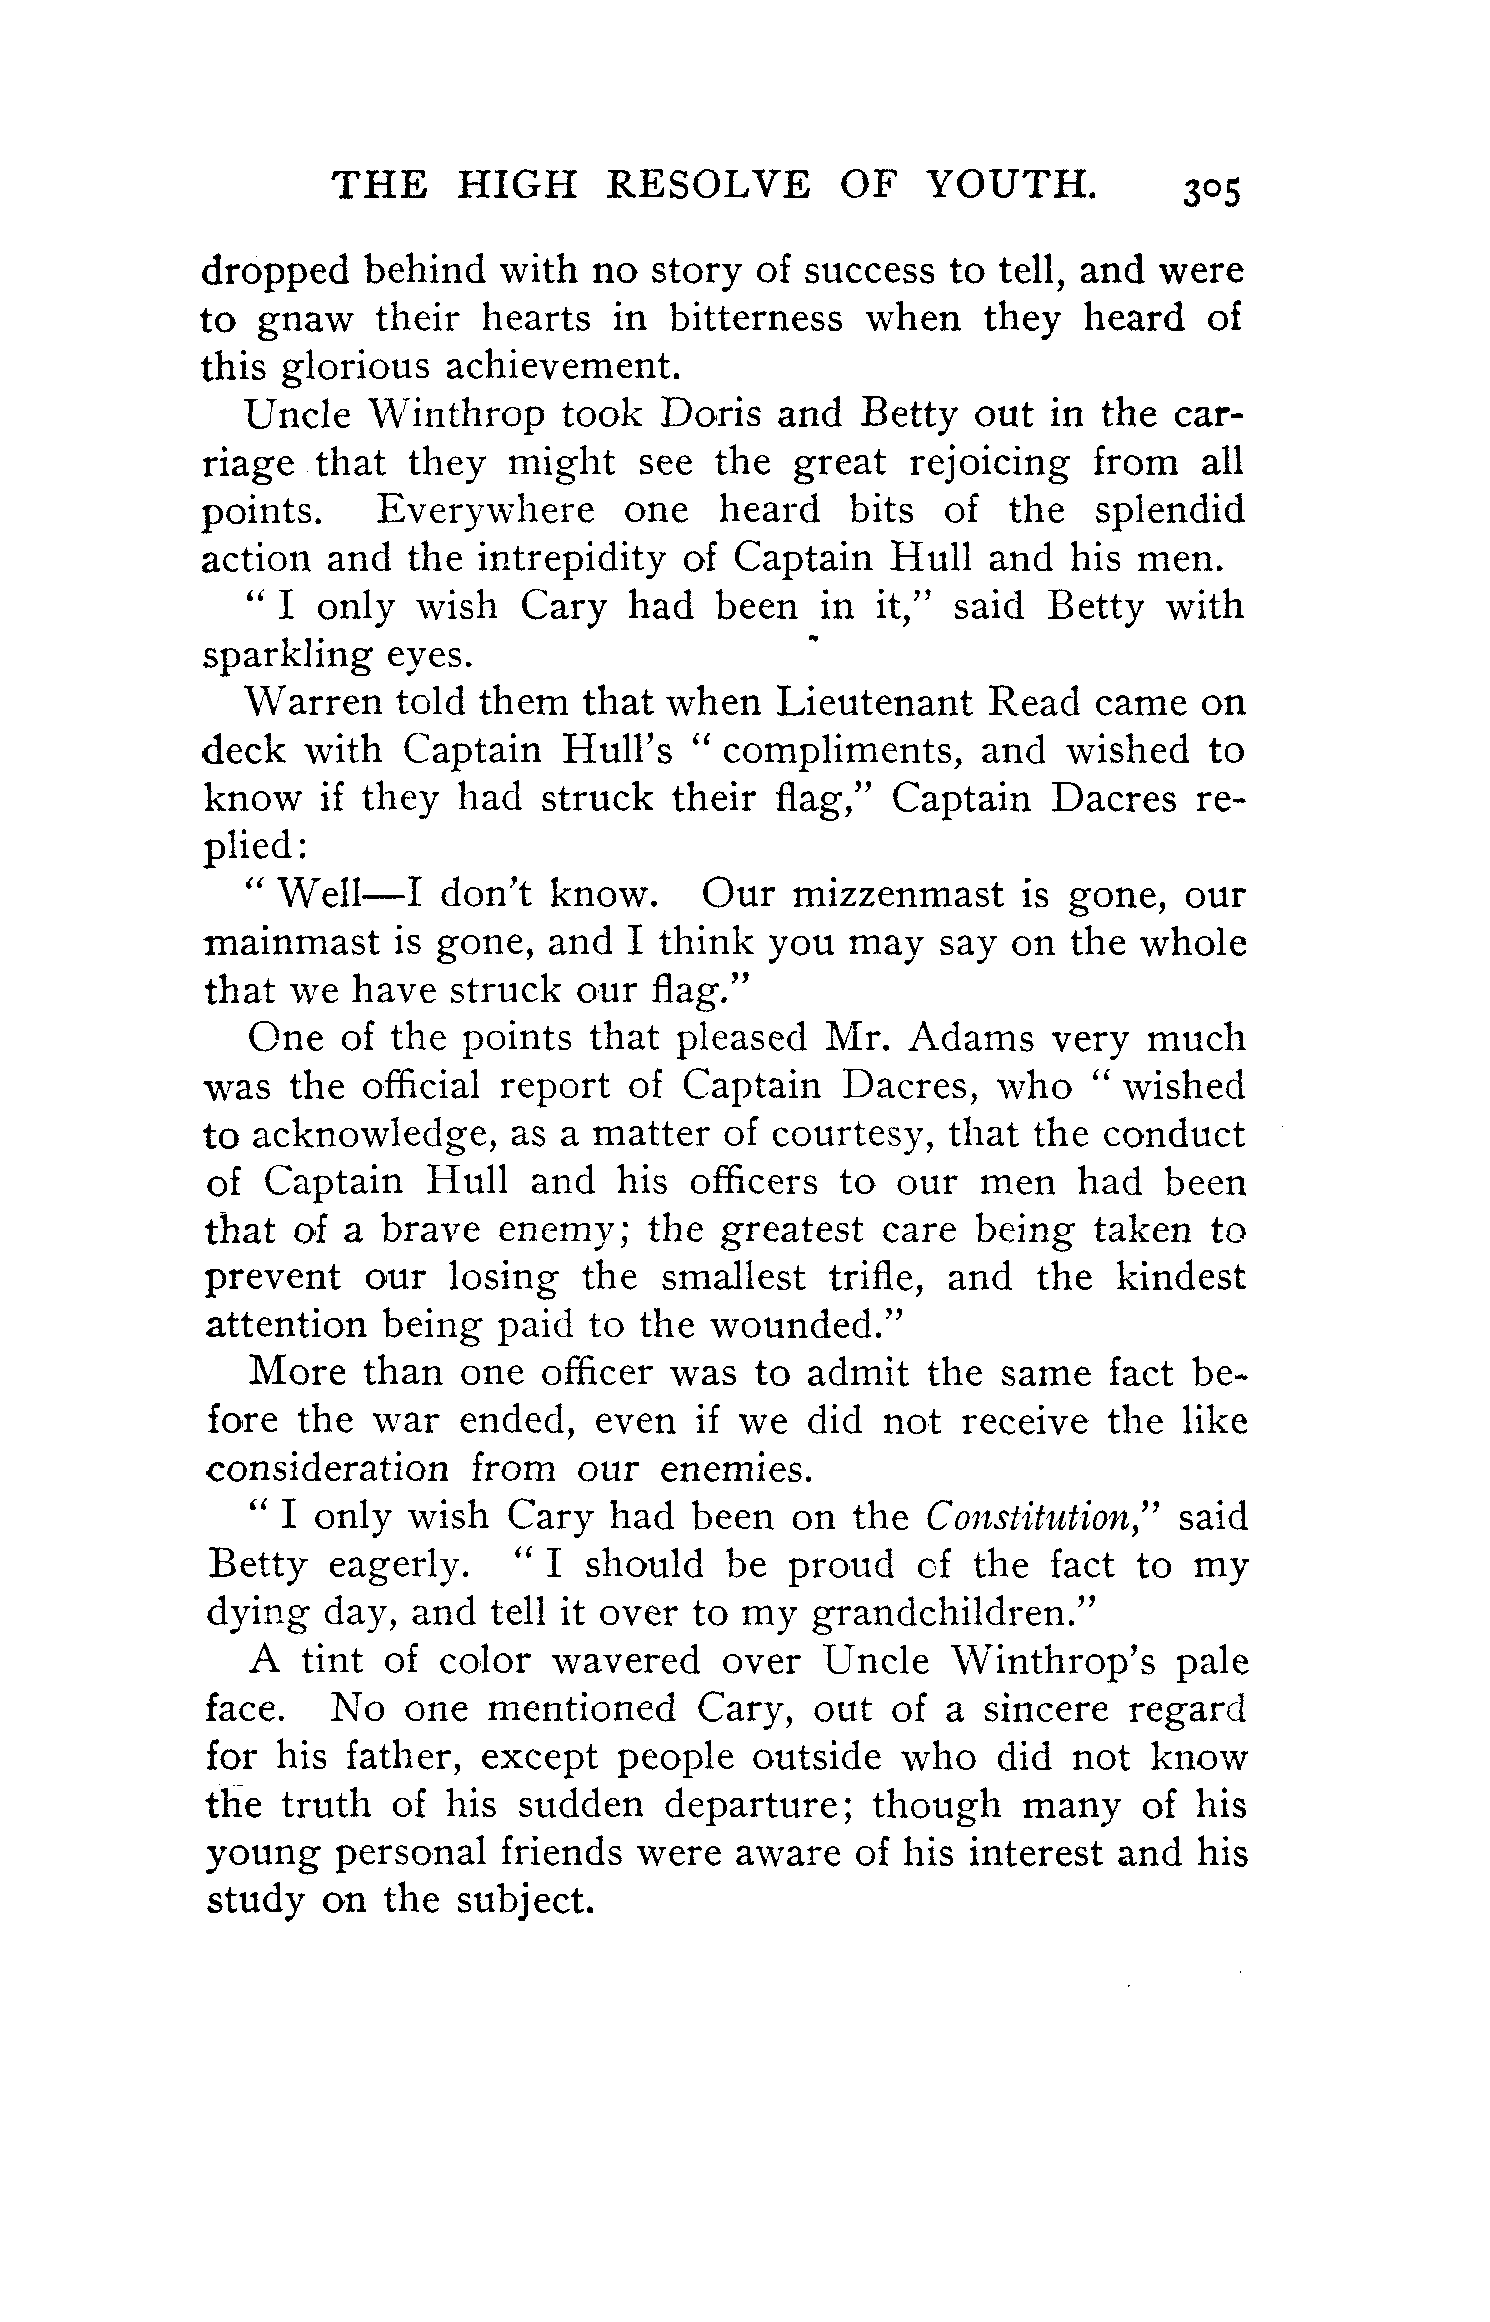 THE HIGH RESOLVE OF YOUTH. 305
dropped behind with no story of success to tell, and were
to gnaw their hearts in bitterness when they heard of
this glorious achievement.
Uncle Winthrop took Doris and Betty out in the car-
riage that they might see the great rejoicing from all
points. Everywhere one heard bits of the splendid
action and the intrepidity of Captain Hull and his men.
" I only wish Cary had been in it," said Betty with
sparkling eyes.
Warren told them that when Lieutenant Read came on
deck with Captain Hull's " compliments, and wished to
know if they had struck their flag," Captain Dacres re-
plied:
" Well—I don't know. Our mizzenmast is gone, our
mainmast is gone, and I think you may say on the whole
that we have struck our flag."
One of the points that pleased Mr. Adams very much
was the official report of Captain Dacres, who " wished
to acknowledge, as a matter of courtesy, that the conduct
of Captain Hull and his officers to our men had been
that of a brave enemy; the greatest care being taken to
prevent our losing the smallest trifle, and the kindest
attention being paid to the wounded."
More than one officer was to admit the same fact be-
fore the war ended, even if we did not receive the like
consideration from our enemies.
" I only wish Cary had been on the Constitution," said
Betty eagerly. " I should be proud of the fact to my
dying day, and tell it over to my grandchildren."
A tint of color wavered over Uncle Winthrop's pale
face. No one mentioned Cary, out of a sincere regard
for his father, except people outside who did not know
the truth of his sudden departure; though many of his
young personal friends were aware of his interest and his
study on the subject.